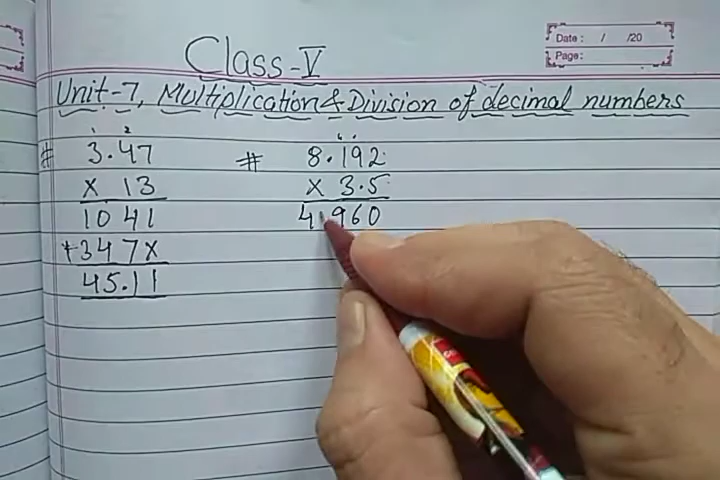 Date: / /20
Page:
Class-V
Unit-7, Multiplication & Division of decimal numbers
# 3.47
x 13
1041
+347x
45.11
# 8.192
x 3.5
960